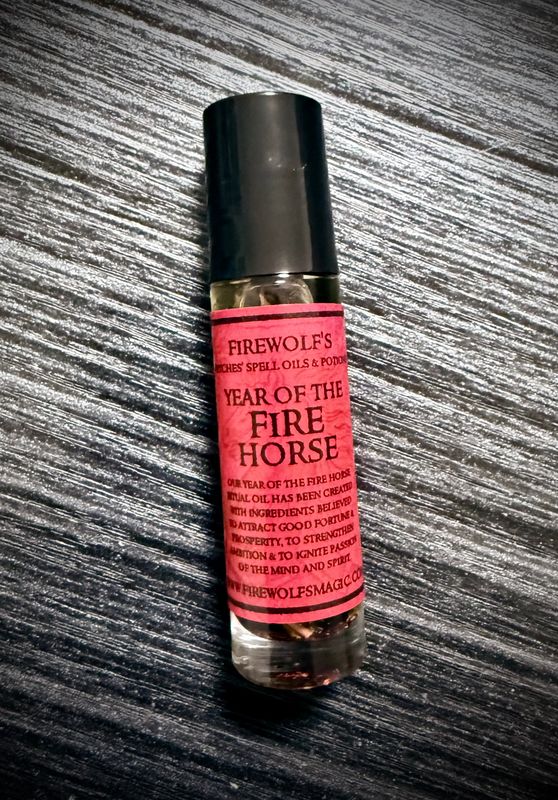 FIREWOLF'S
SPELL OILS & POTIONS
YEAR OF THE
FIRE
HORSE
OUR YEAR OF THE FIRE HORSE
RITUAL OIL HAS BEEN CREATED
WITH INGREDIENTS BELIEVED
TO ATTRACT GOOD FORTUNE &
PROSPERITY, TO STRENGTHEN
AMBITION & TO IGNITE PASSION
OF THE MIND AND SPIRIT.
WWW.FIREWOLFSMAGIC.COM